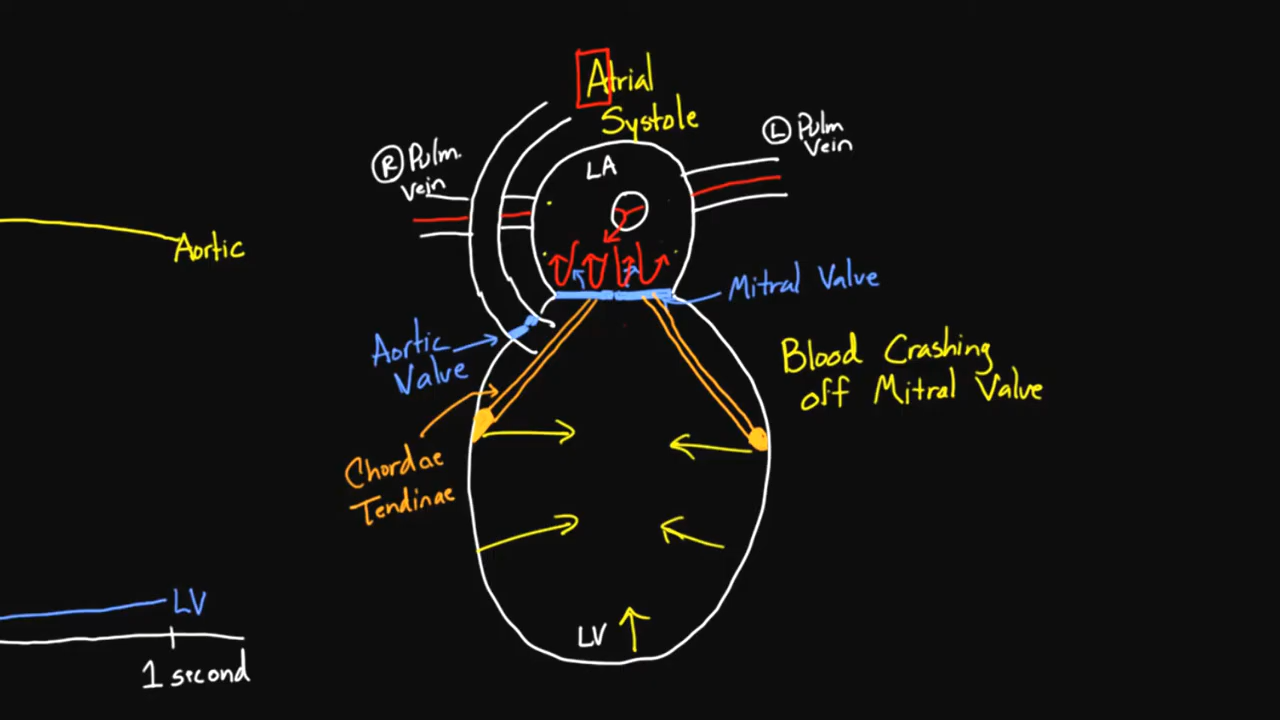 Atrial
Systole
LA
Ⓡ Pulm.
Vein
Ⓛ Pulm
Vein
Aortic
Mitral Valve
Aortic
Valve
Blood Crashing
off Mitral Valve
Chordae
Tendinae
LV
LV
1 second